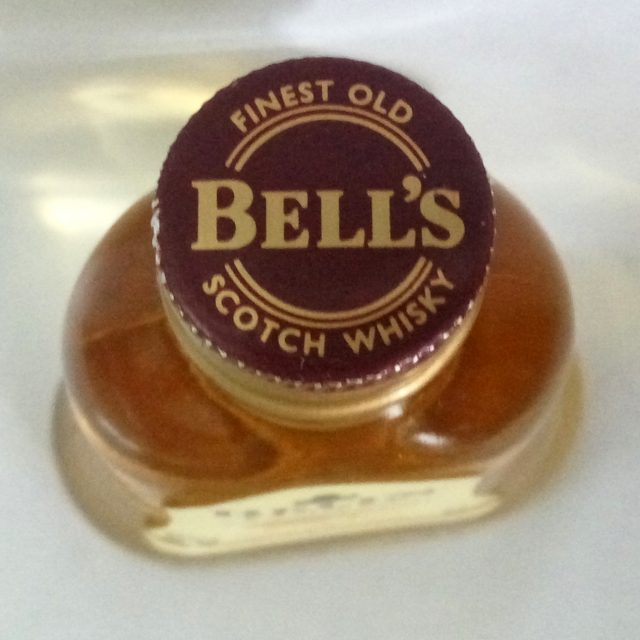 FINEST OLD
BELL'S
SCOTCH WHISKY